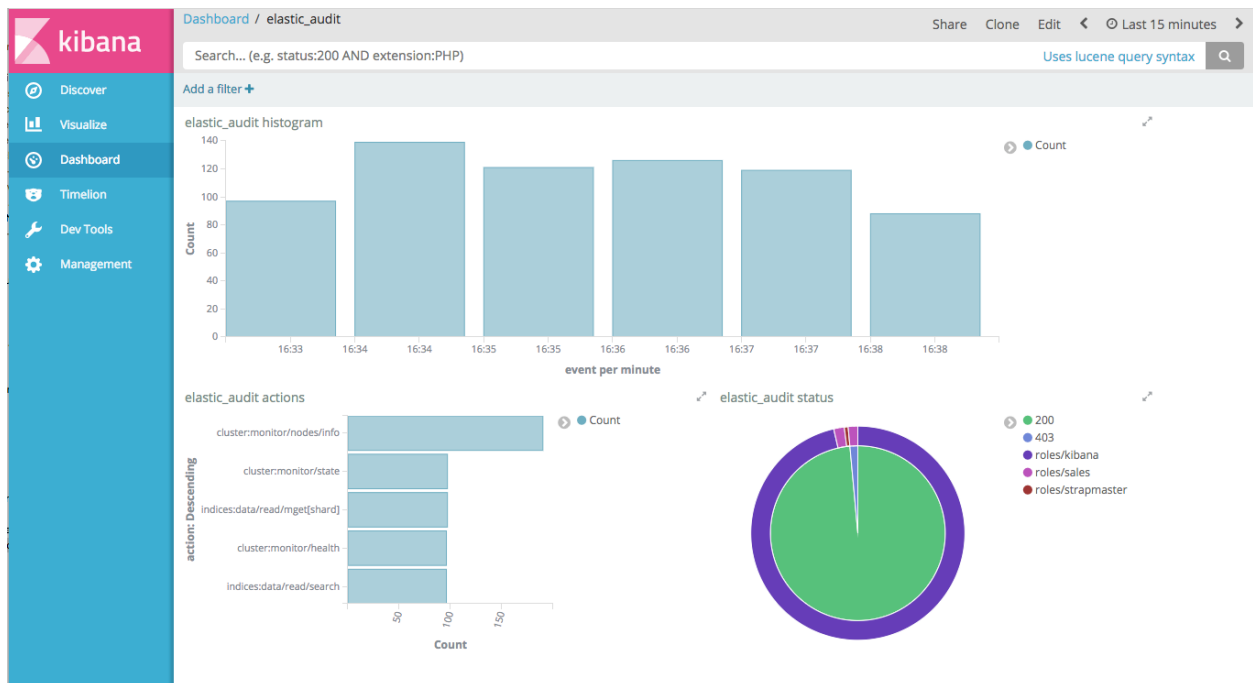 kibana
Discover
Visualize
Dashboard
Timelion
Dev Tools
Management
Dashboard / elastic_audit
Share Clone Edit Last 15 minutes
Search... (e.g. status:200 AND extension:PHP) Uses lucene query syntax
Add a filter +
elastic_audit histogram
Count
140
120
100
80
60
40
20
0
Count
16:33 16:34 16:34 16:35 16:35 16:36 16:36 16:37 16:37 16:38 16:38
event per minute
elastic_audit actions
Count
action: Descending
cluster:monitor/nodes/info
cluster:monitor/state
indices:data/read/mget[shard]
cluster:monitor/health
indices:data/read/search
50 100 150
Count
elastic_audit status
200
403
roles/kibana
roles/sales
roles/strapmaster